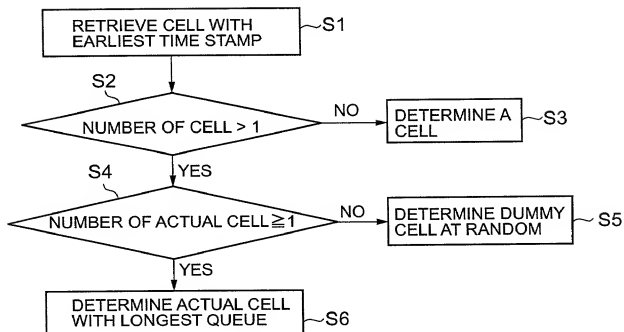 RETRIEVE CELL WITH
EARLIEST TIME STAMP
S1
S2
NUMBER OF CELL > 1
NO
DETERMINE A
CELL
S3
YES
S4
NUMBER OF ACTUAL CELL ≧ 1
NO
DETERMINE DUMMY
CELL AT RANDOM
S5
YES
DETERMINE ACTUAL CELL
WITH LONGEST QUEUE
S6